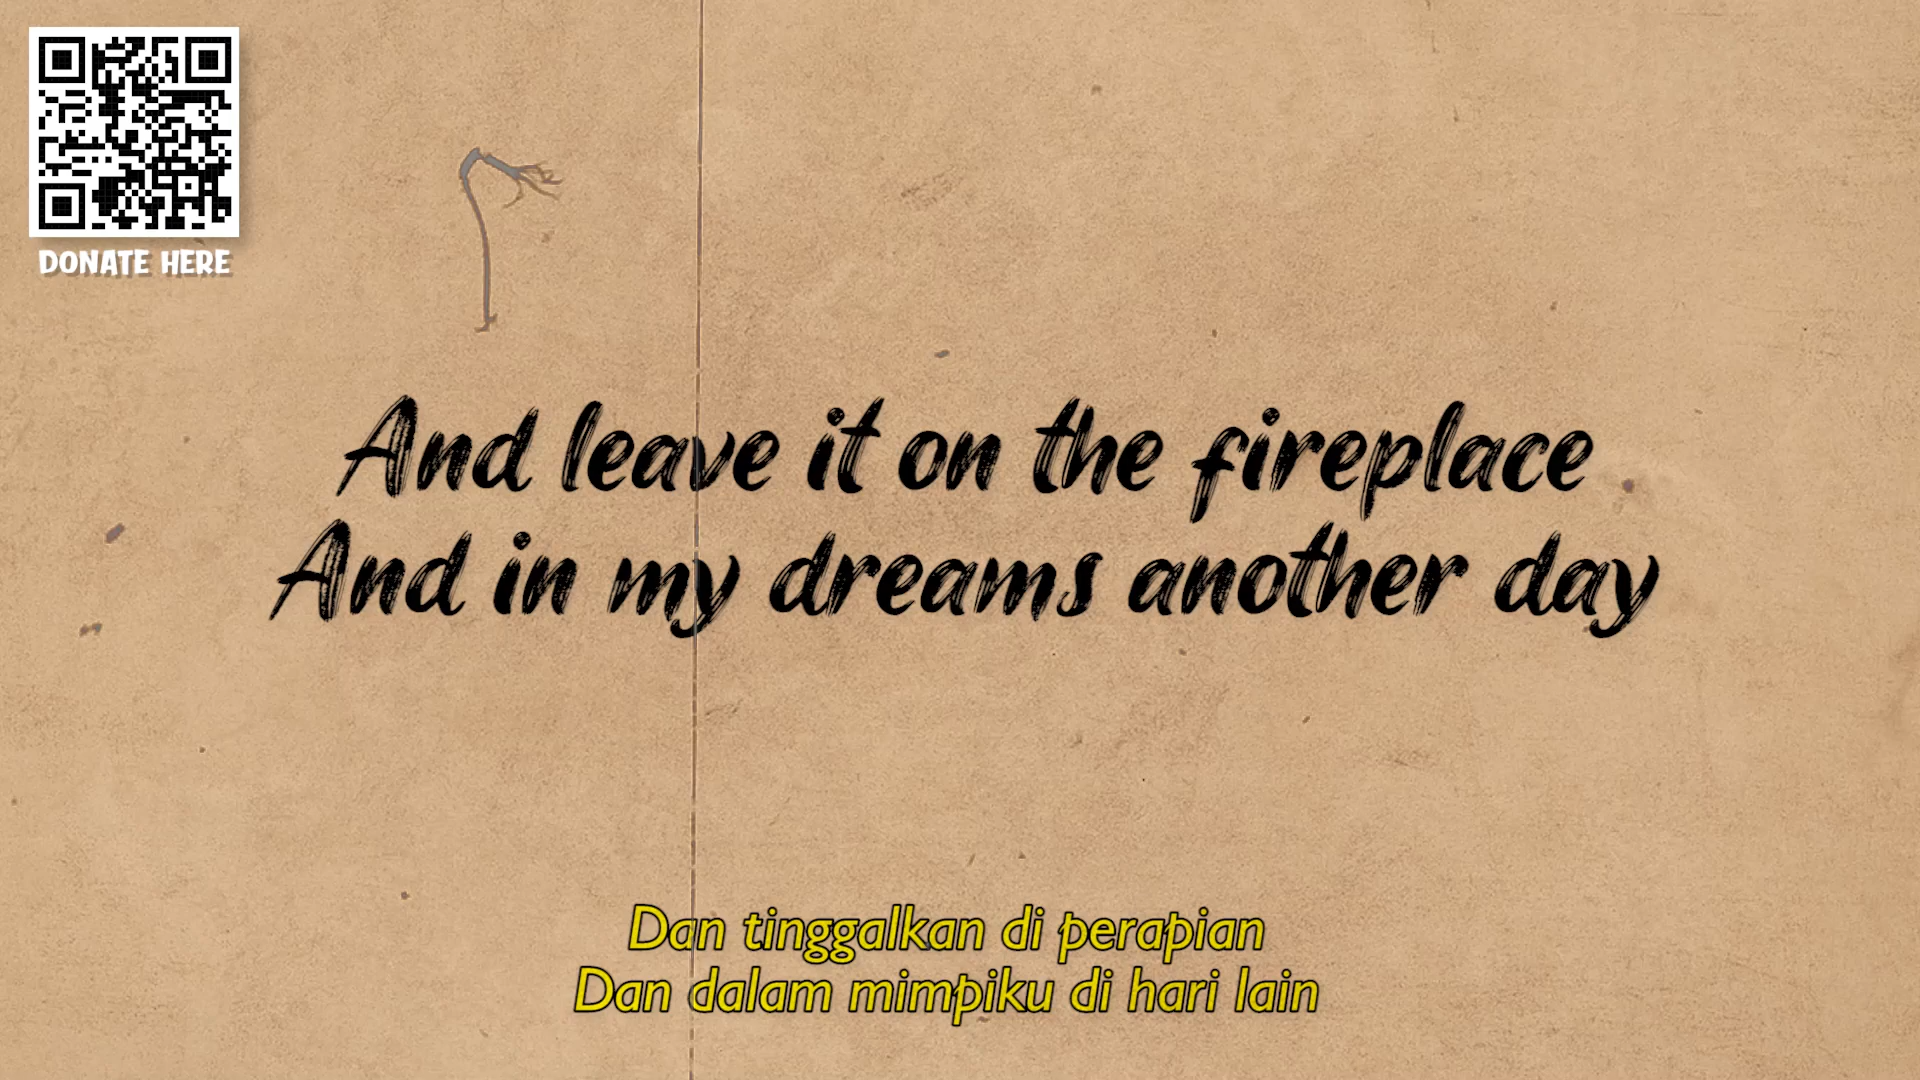 DONATE HERE
And leave it on the fireplace
And in my dreams another day
Dan tinggalkan di perapian
Dan dalam mimpiku di hari lain